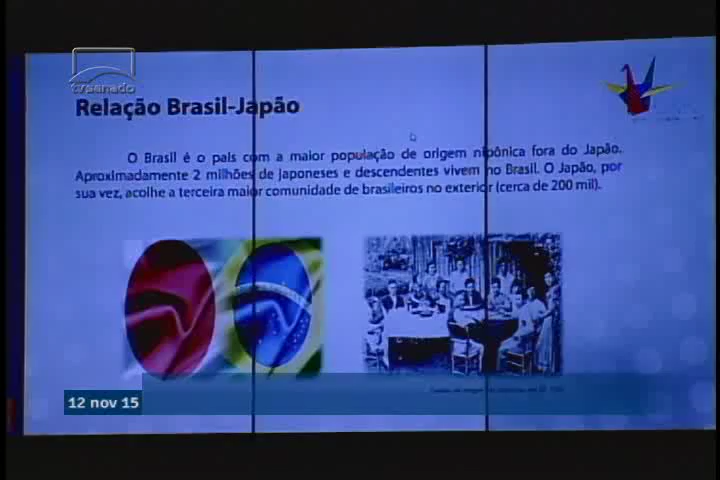 tvsenado
Relação Brasil-Japão
O Brasil é o país com a maior população de origem nipônica fora do Japão.
Aproximadamente 2 milhões de japoneses e descendentes vivem no Brasil. O Japão, por
sua vez, acolhe a terceira maior comunidade de brasileiros no exterior (cerca de 200 mil).
12 nov 15